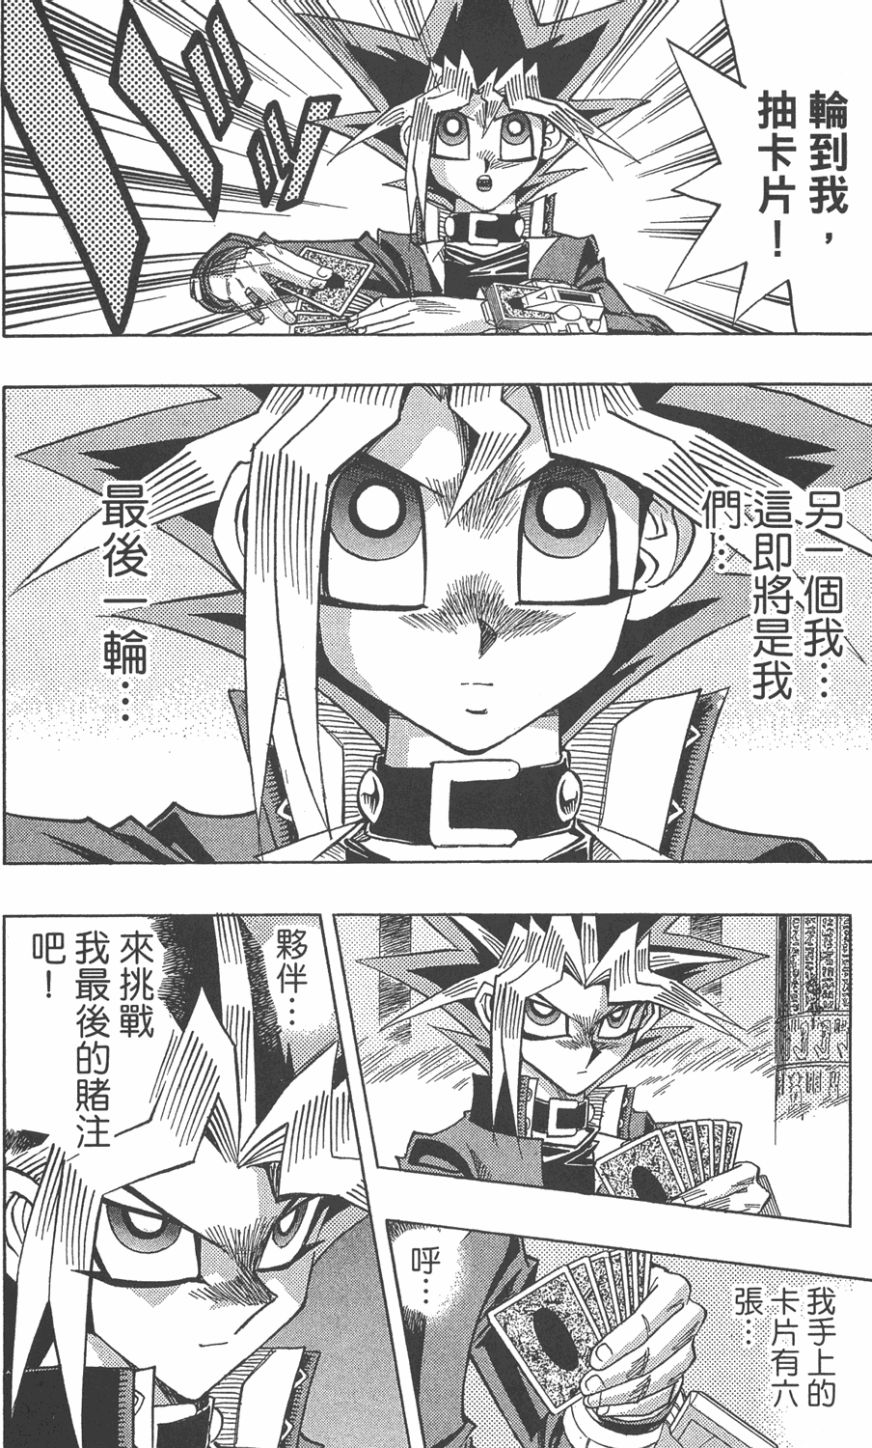 輪到我，
抽卡片！
バッ
另一個我…
這即將是我
們…
最後一輪…
我手上的
卡片有六
張…
呼…
夥伴…
來挑戰
我最後的賭注
吧！